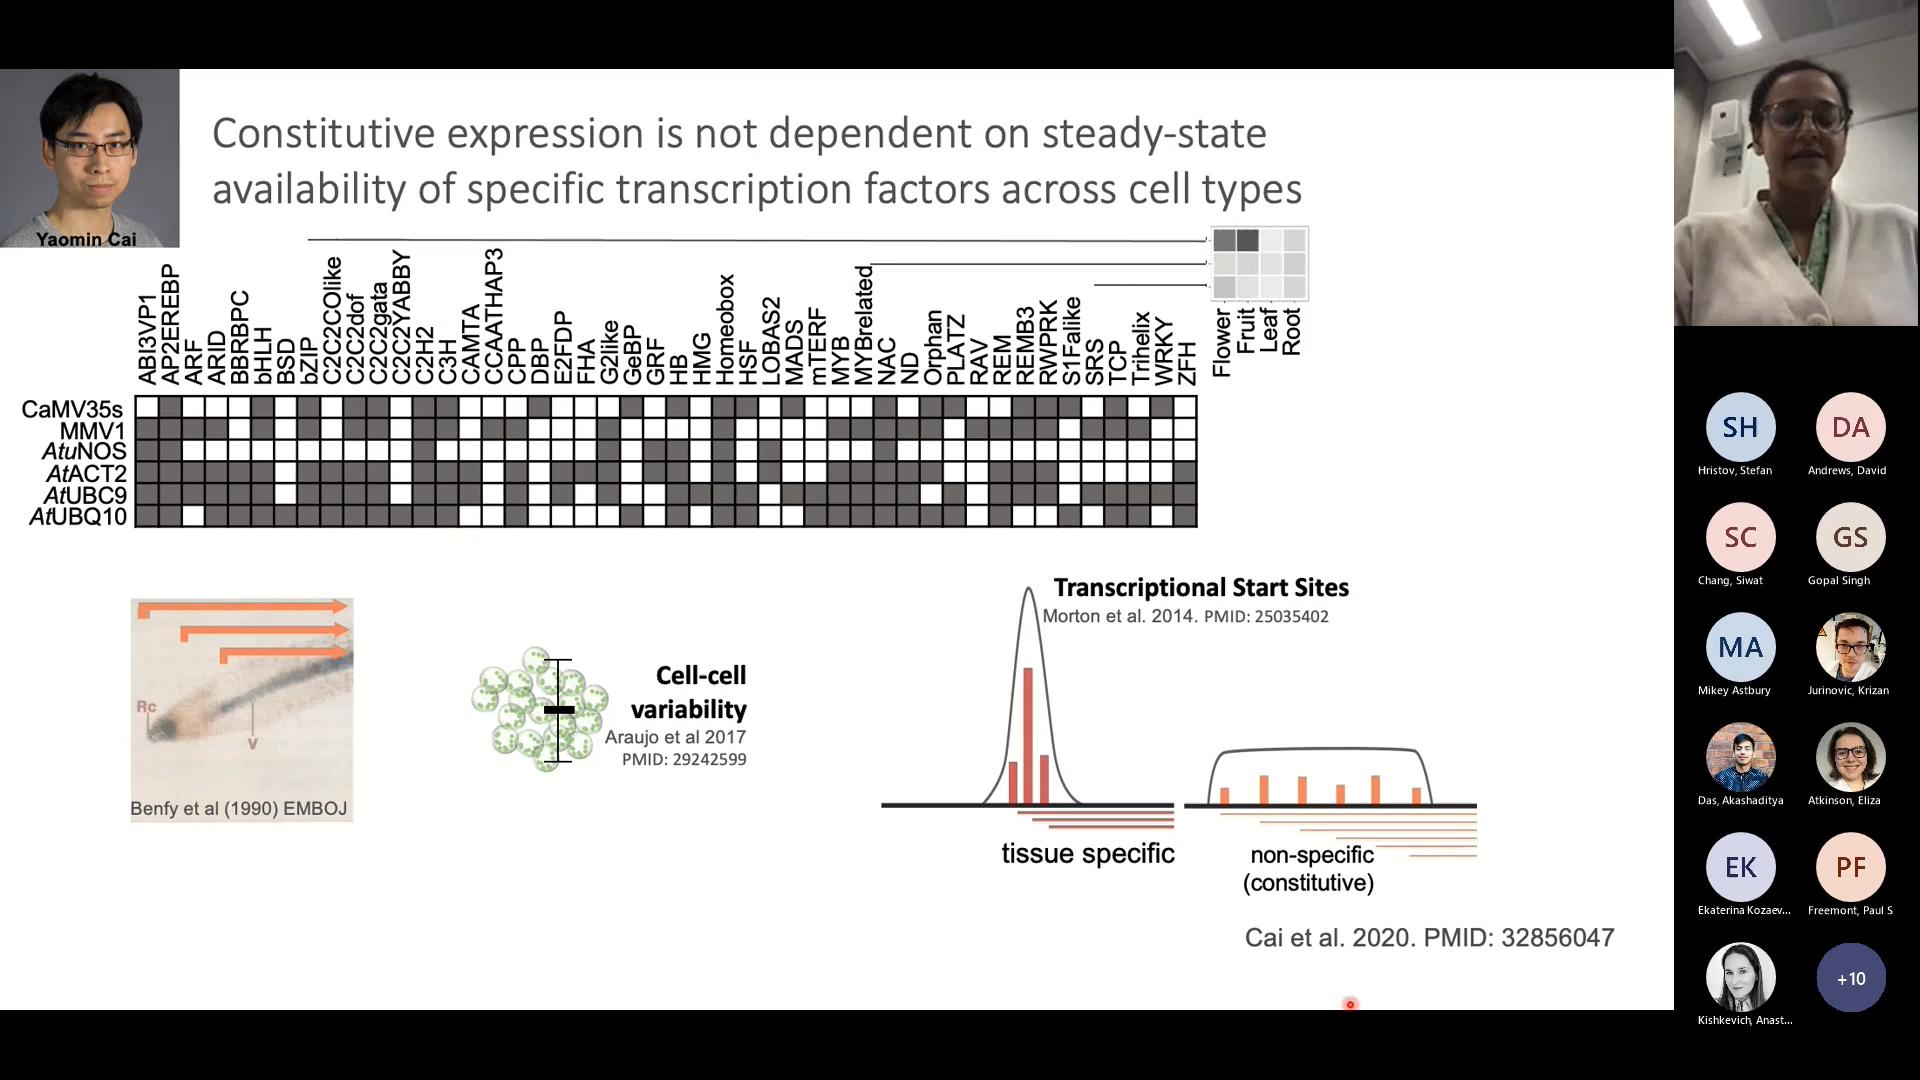 Yaomin Cai
Constitutive expression is not dependent on steady-state
availability of specific transcription factors across cell types
ABI3VP1
AP2EREBP
ARF
ARID
BBRBPC
bHLH
BSD
bZIP
C2C2COlike
C2C2dof
C2C2gata
C2C2YABBY
C2H2
C3H
CAMTA
CCAATHAP3
CPP
DBP
E2FDP
FHA
G2like
GeBP
GRF
HB
HMG
Homeobox
HSF
LOBAS2
MADS
mTERF
MYB
MYBrelated
NAC
ND
Orphan
PLATZ
RAV
REM
REMB3
RWPRK
S1Falike
SRS
TCP
Trihelix
WRKY
ZFH
Flower
Fruit
Leaf
Root
CaMV35s
MMV1
AtuNOS
AtACT2
AtUBC9
AtUBQ10
Rc
V
Benfy et al (1990) EMBOJ
Cell-cell
variability
Araujo et al 2017
PMID: 29242599
Transcriptional Start Sites
Morton et al. 2014. PMID: 25035402
tissue specific
non-specific
(constitutive)
Cai et al. 2020. PMID: 32856047
SH
Hristov, Stefan
DA
Andrews, David
SC
Chang, Siwat
GS
Gopal Singh
MA
Mikey Astbury
Jurinovic, Krizan
Das, Akashaditya
Atkinson, Eliza
EK
Ekaterina Kozaev...
PF
Freemont, Paul S
Kishkevich, Anast...
+10